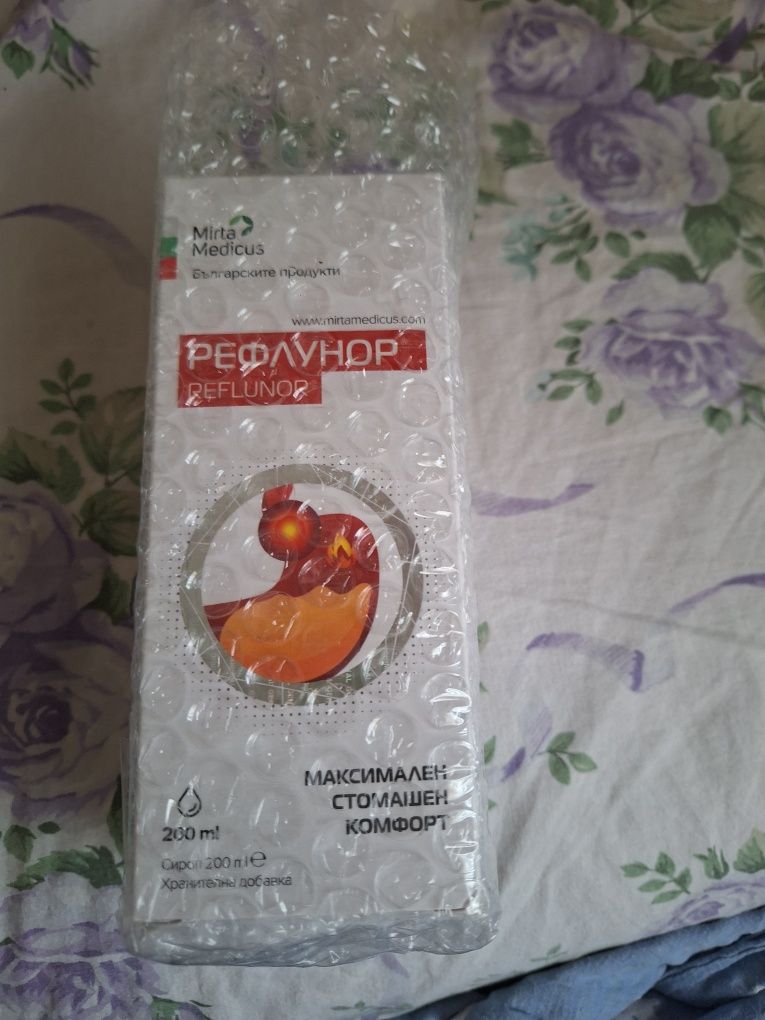 Mirta
Medicus
Българските продукти
www.mirtamedicus.com
РЕФЛУНОР
REFLUNOR
МАКСИМАЛЕН
СТОМАШЕН
КОМФОРТ
200 ml
Сироп 200 ml e
Хранителна добавка